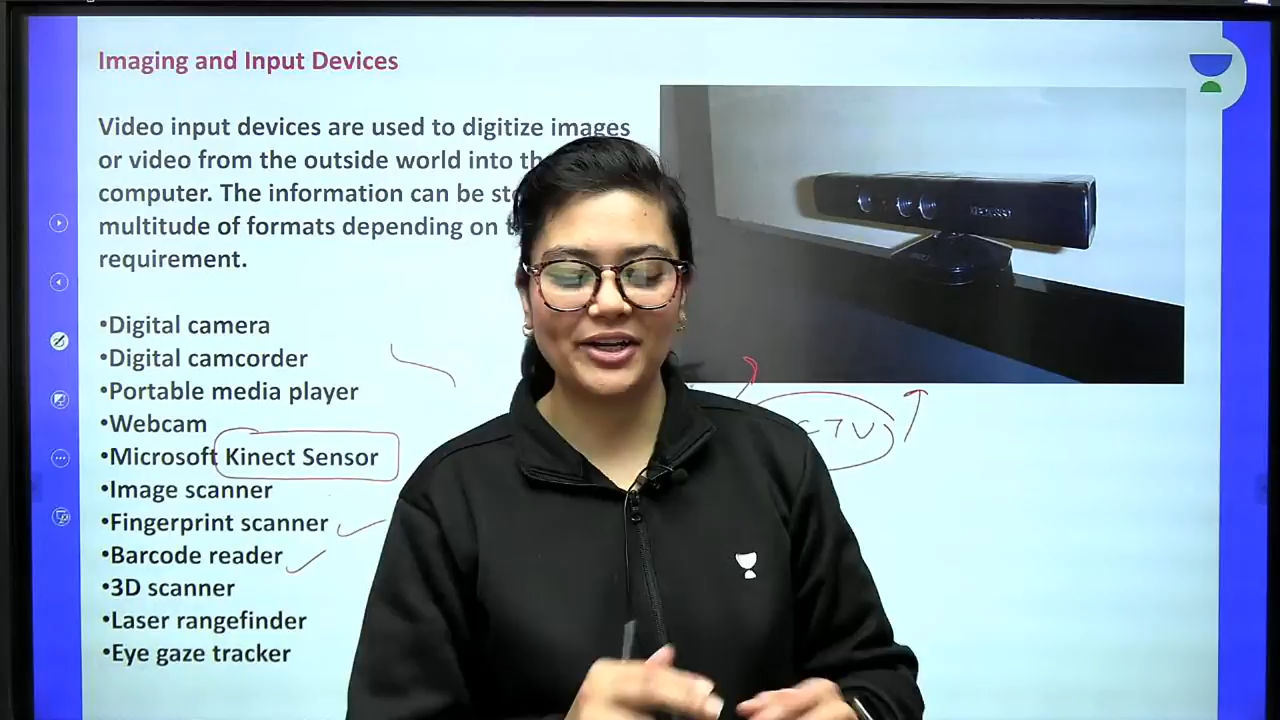 Imaging and Input Devices
Video input devices are used to digitize images
or video from the outside world into
computer. The information can be
multitude of formats depending on
requirement.
•Digital camera
•Digital camcorder
•Portable media player
•Webcam
•Microsoft Kinect Sensor
•Image scanner
•Fingerprint scanner
•Barcode reader
•3D scanner
•Laser rangefinder
•Eye gaze tracker